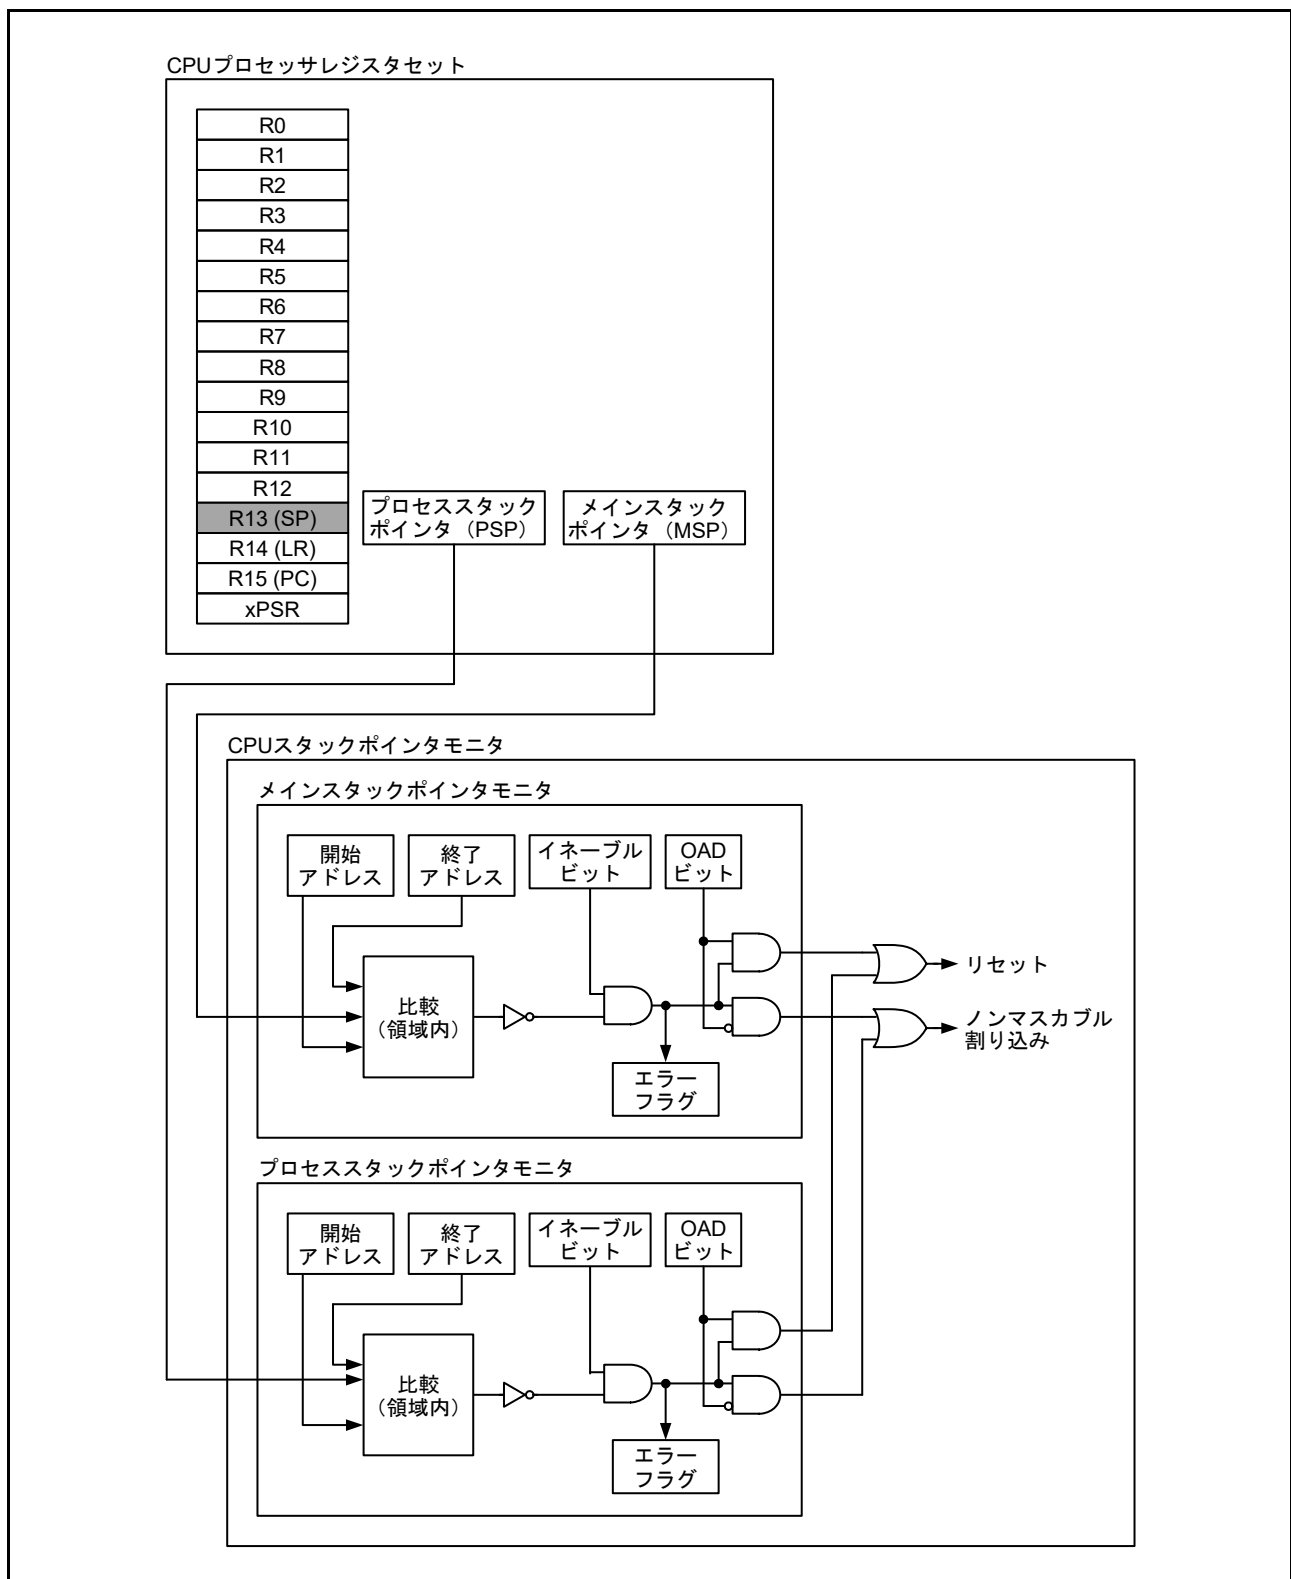 CPUプロセッサレジスタセット
R0
R1
R2
R3
R4
R5
R6
R7
R8
R9
R10
R11
R12
R13 (SP)
R14 (LR)
R15 (PC)
xPSR
プロセススタック
ポインタ（PSP）
メインスタック
ポインタ（MSP）
CPUスタックポインタモニタ
メインスタックポインタモニタ
開始
アドレス
終了
アドレス
イネーブル
ビット
OAD
ビット
比較
（領域内）
エラー
フラグ
リセット
ノンマスカブル
割り込み
プロセススタックポインタモニタ
開始
アドレス
終了
アドレス
イネーブル
ビット
OAD
ビット
比較
（領域内）
エラー
フラグ